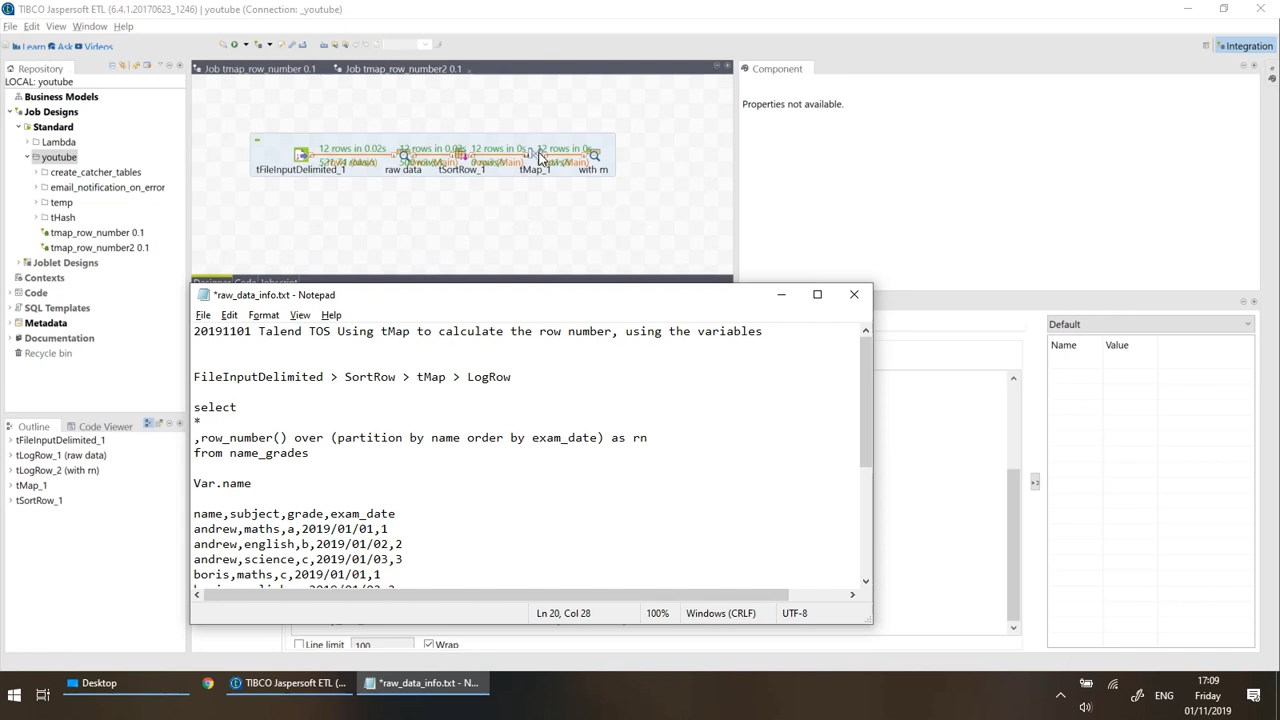 TIBCO Jaspersoft ETL (6.4.1.20170623_1246) | youtube (Connection: _youtube)
File Edit View Window Help
Learn Ask Videos
Integration
Repository
Job tmap_row_number 0.1
Job tmap_row_number2 0.1
Component
LOCAL: youtube
Business Models
Job Designs
Standard
Lambda
youtube
create_catcher_tables
email_notification_on_error
temp
tHash
tmap_row_number 0.1
tmap_row_number2 0.1
Joblet Designs
Contexts
Code
SQL Templates
Metadata
Documentation
Recycle bin
Properties not available.
12 rows in 0.02s
12 rows in 0.02s
12 rows in 0s
12 rows in 0s
tFileInputDelimited_1
raw data
tSortRow_1
tMap_1
with rn
Designer Code Jobscript
Outline
Code Viewer
tFileInputDelimited_1
tLogRow_1 (raw data)
tLogRow_2 (with rn)
tMap_1
tSortRow_1
*raw_data_info.txt - Notepad
File Edit Format View Help
20191101 Talend TOS Using tMap to calculate the row number, using the variables
FileInputDelimited > SortRow > tMap > LogRow
select
*
,row_number() over (partition by name order by exam_date) as rn
from name_grades
Var.name
name,subject,grade,exam_date
andrew,maths,a,2019/01/01,1
andrew,english,b,2019/01/02,2
andrew,science,c,2019/01/03,3
boris,maths,c,2019/01/01,1
Ln 20, Col 28
100%
Windows (CRLF)
UTF-8
Default
Name
Value
Line limit
100
Wrap
Desktop
TIBCO Jaspersoft ETL (...
*raw_data_info.txt - N...
ENG
17:09
Friday
01/11/2019